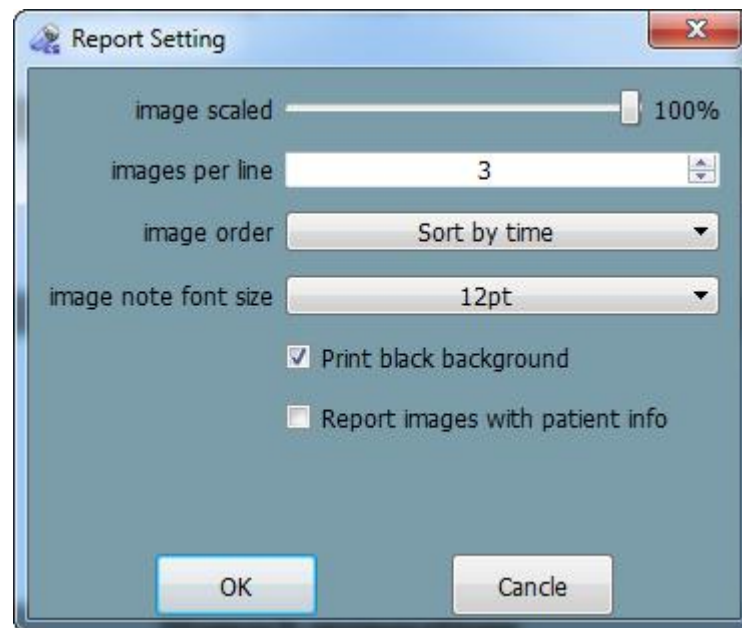 Report Setting
image scaled 100%
images per line 3
image order Sort by time
image note font size 12pt
Print black background
Report images with patient info
OK Cancle